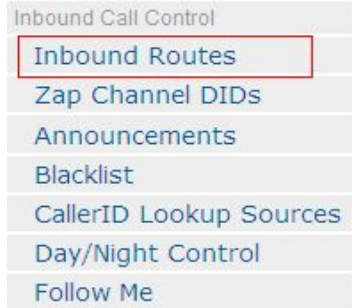 Inbound Call Control
Inbound Routes
Zap Channel DIDs
Announcements
Blacklist
CallerID Lookup Sources
Day/Night Control
Follow Me